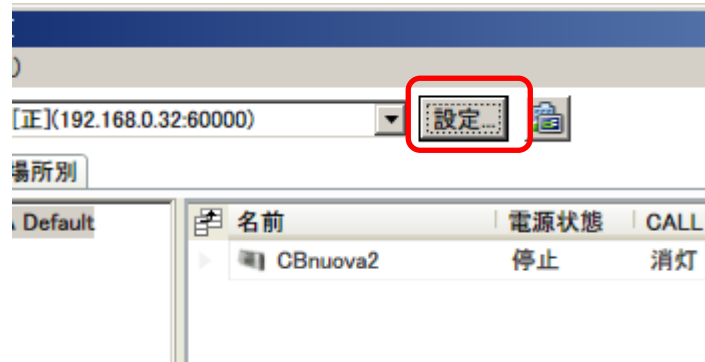 )
[正](192.168.0.32:60000)
設定...
場所別
Default
名前 電源状態 CALL
CBnuova2 停止 消灯